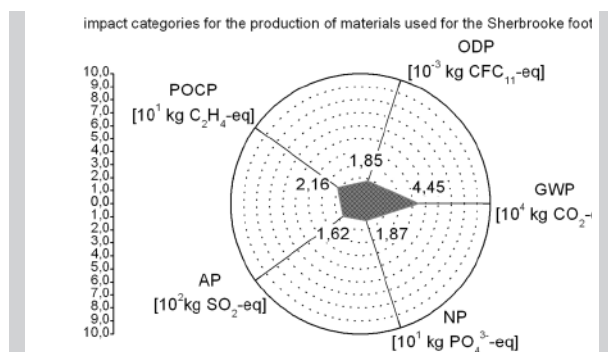 impact categories for the production of materials used for the Sherbrooke foot
ODP
[10⁻³ kg CFC₁₁-eq]
POCP
[10¹ kg C₂H₄-eq]
10,0
9,0
8,0
7,0
6,0
5,0
4,0
3,0
2,0
1,0
0,0
1,0
2,0
3,0
4,0
5,0
6,0
7,0
8,0
9,0
10,0
1,85
2,16
4,45
GWP
[10⁴ kg CO₂-
1,62
1,87
AP
[10²kg SO₂-eq]
NP
[10¹ kg PO₄³⁻-eq]